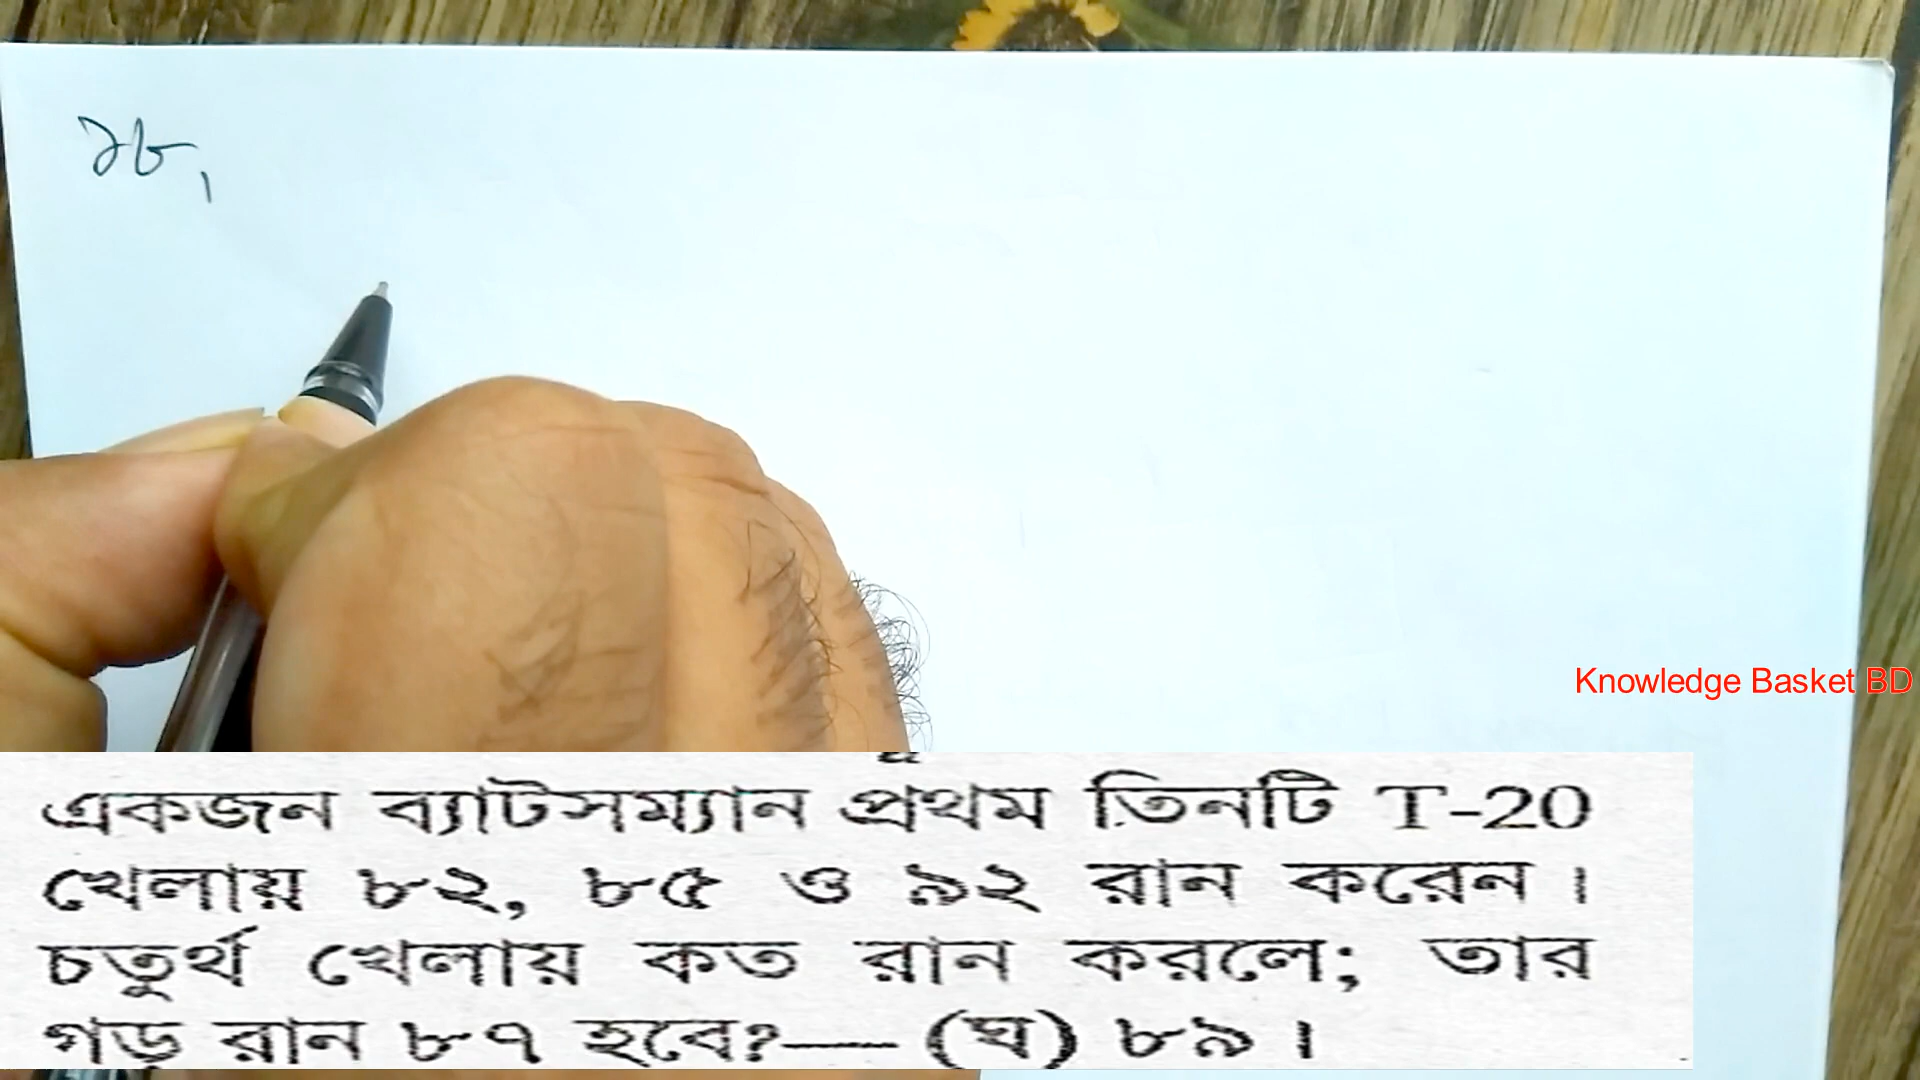 ১৮,
Knowledge Basket BD
একজন ব্যাটসম্যান প্রথম তিনটি T-20
খেলায় ৮২, ৮৫ ও ৯২ রান করেন।
চতুর্থ খেলায় কত রান করলে; তার
গড় রান ৮৭ হবে?— (ঘ) ৮৯।